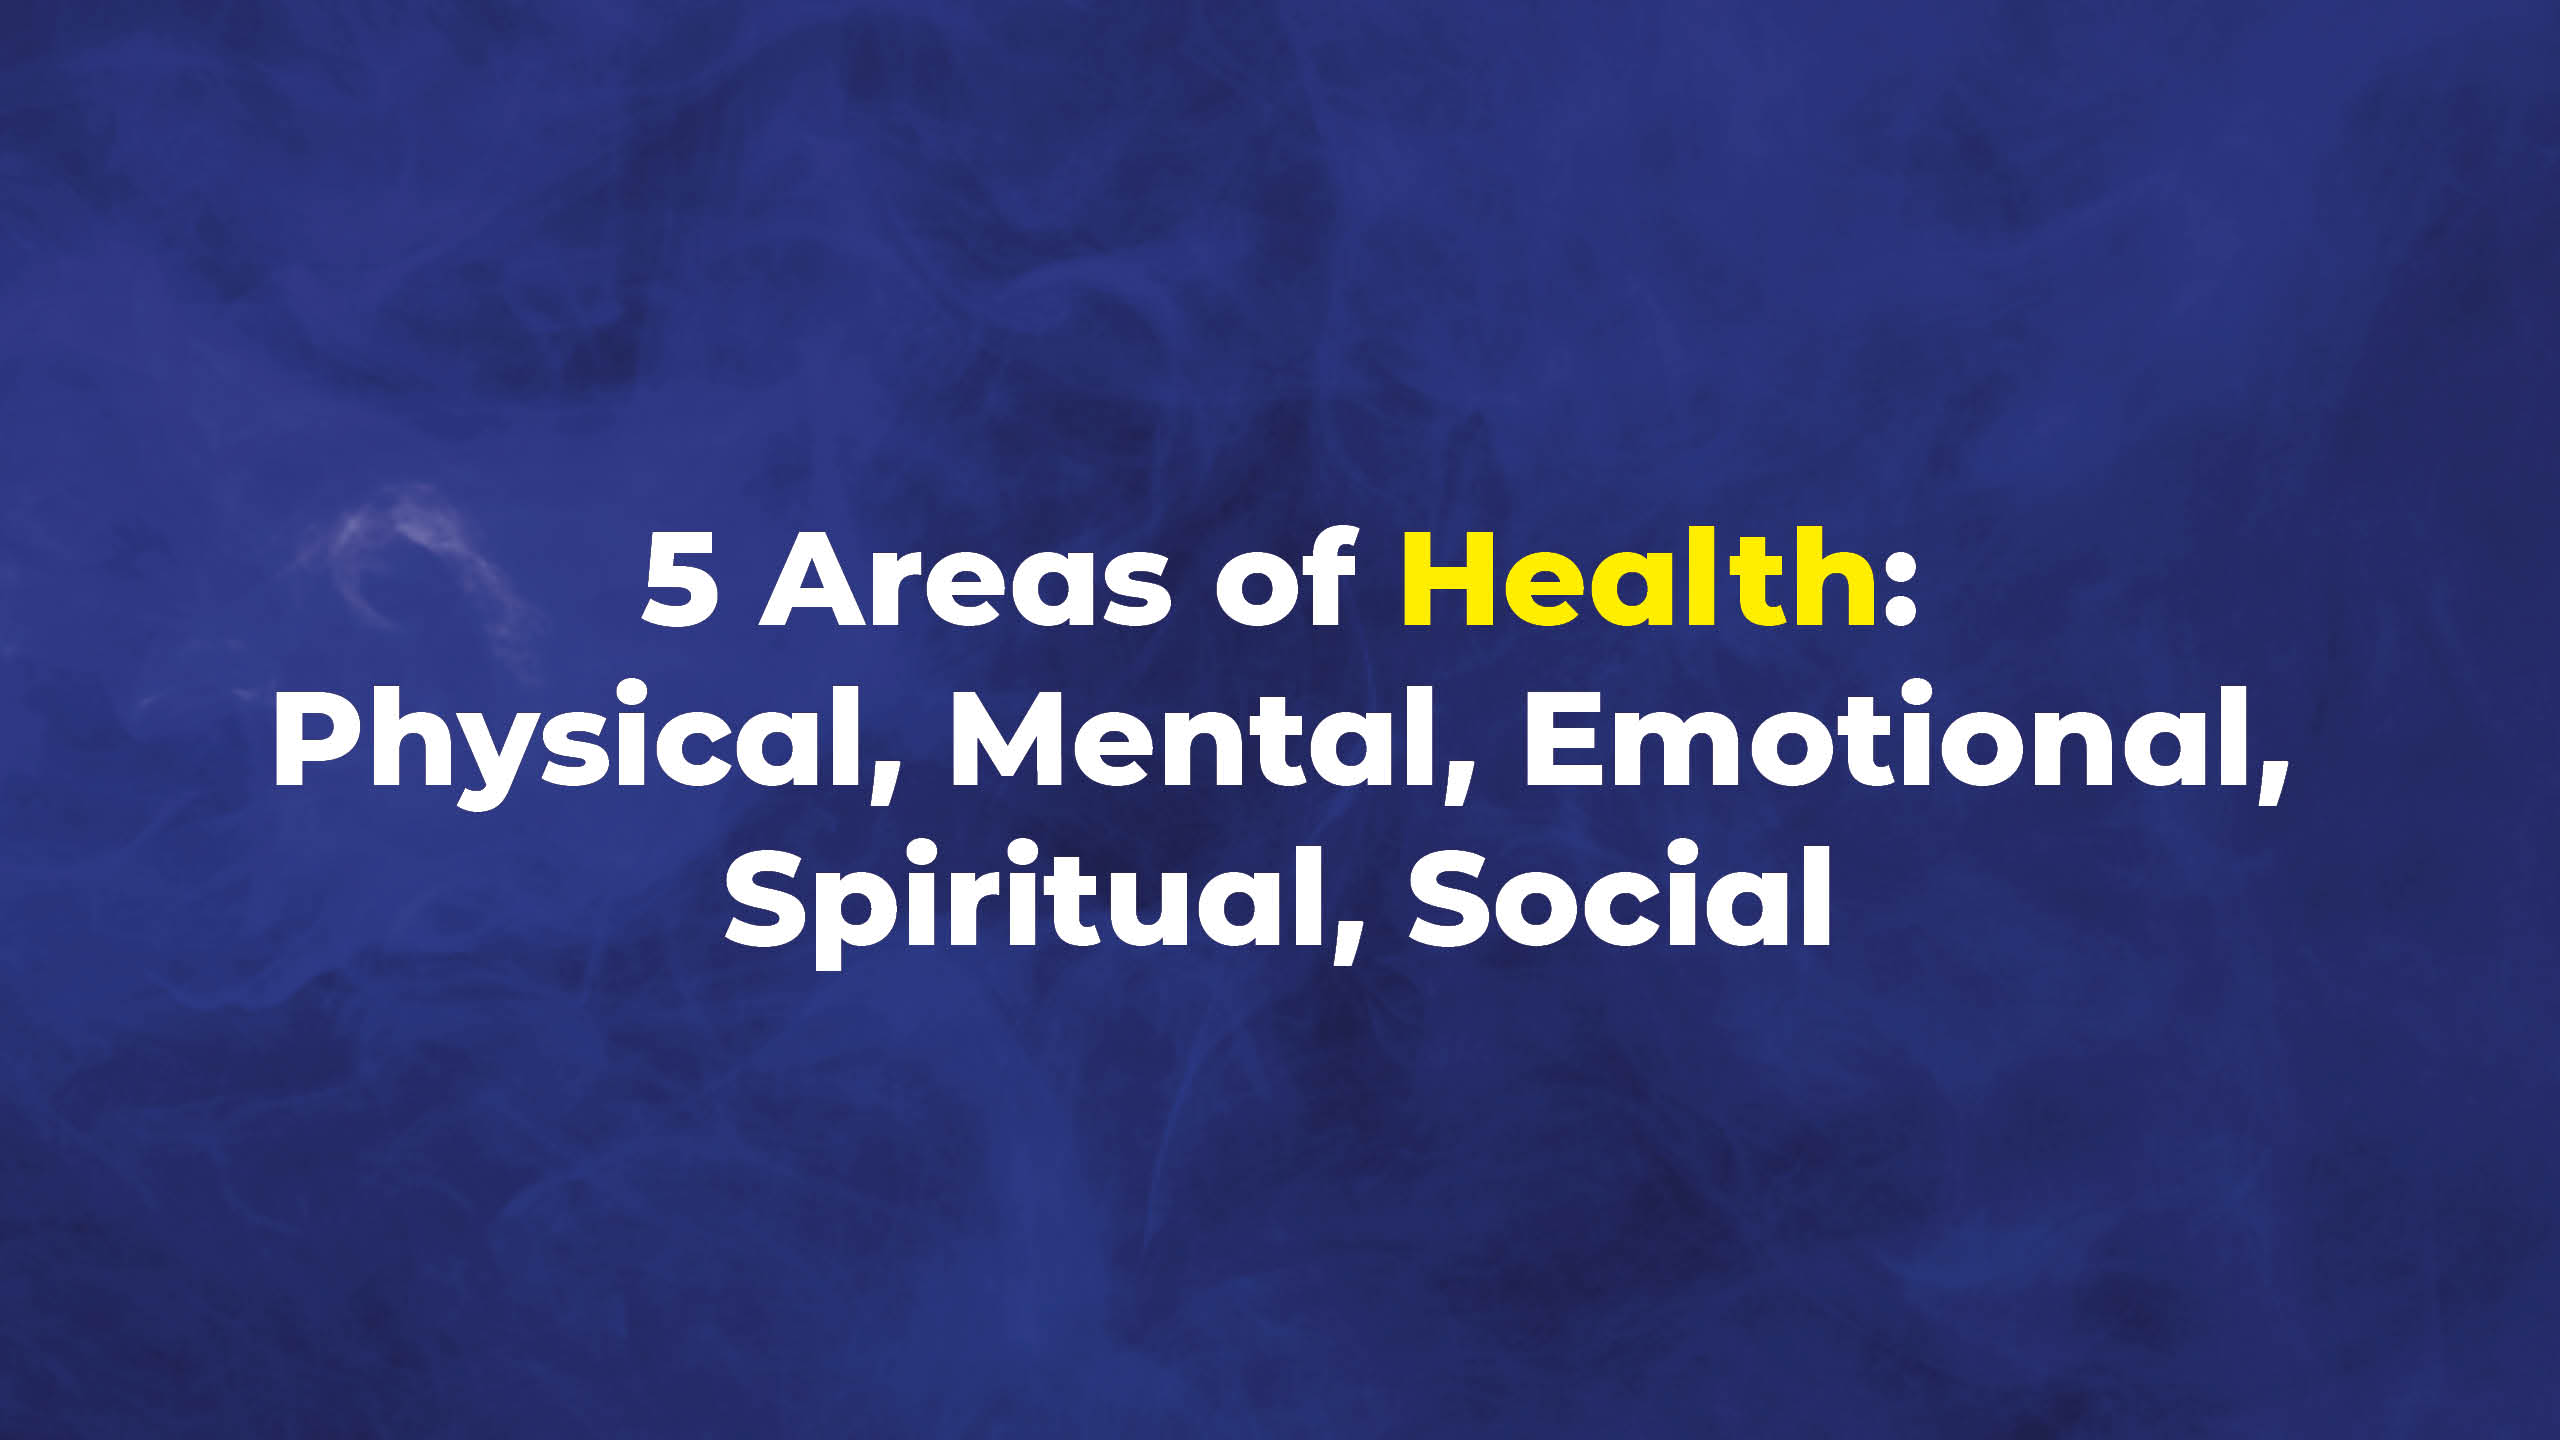 5 Areas of Health:
Physical, Mental, Emotional,
Spiritual, Social